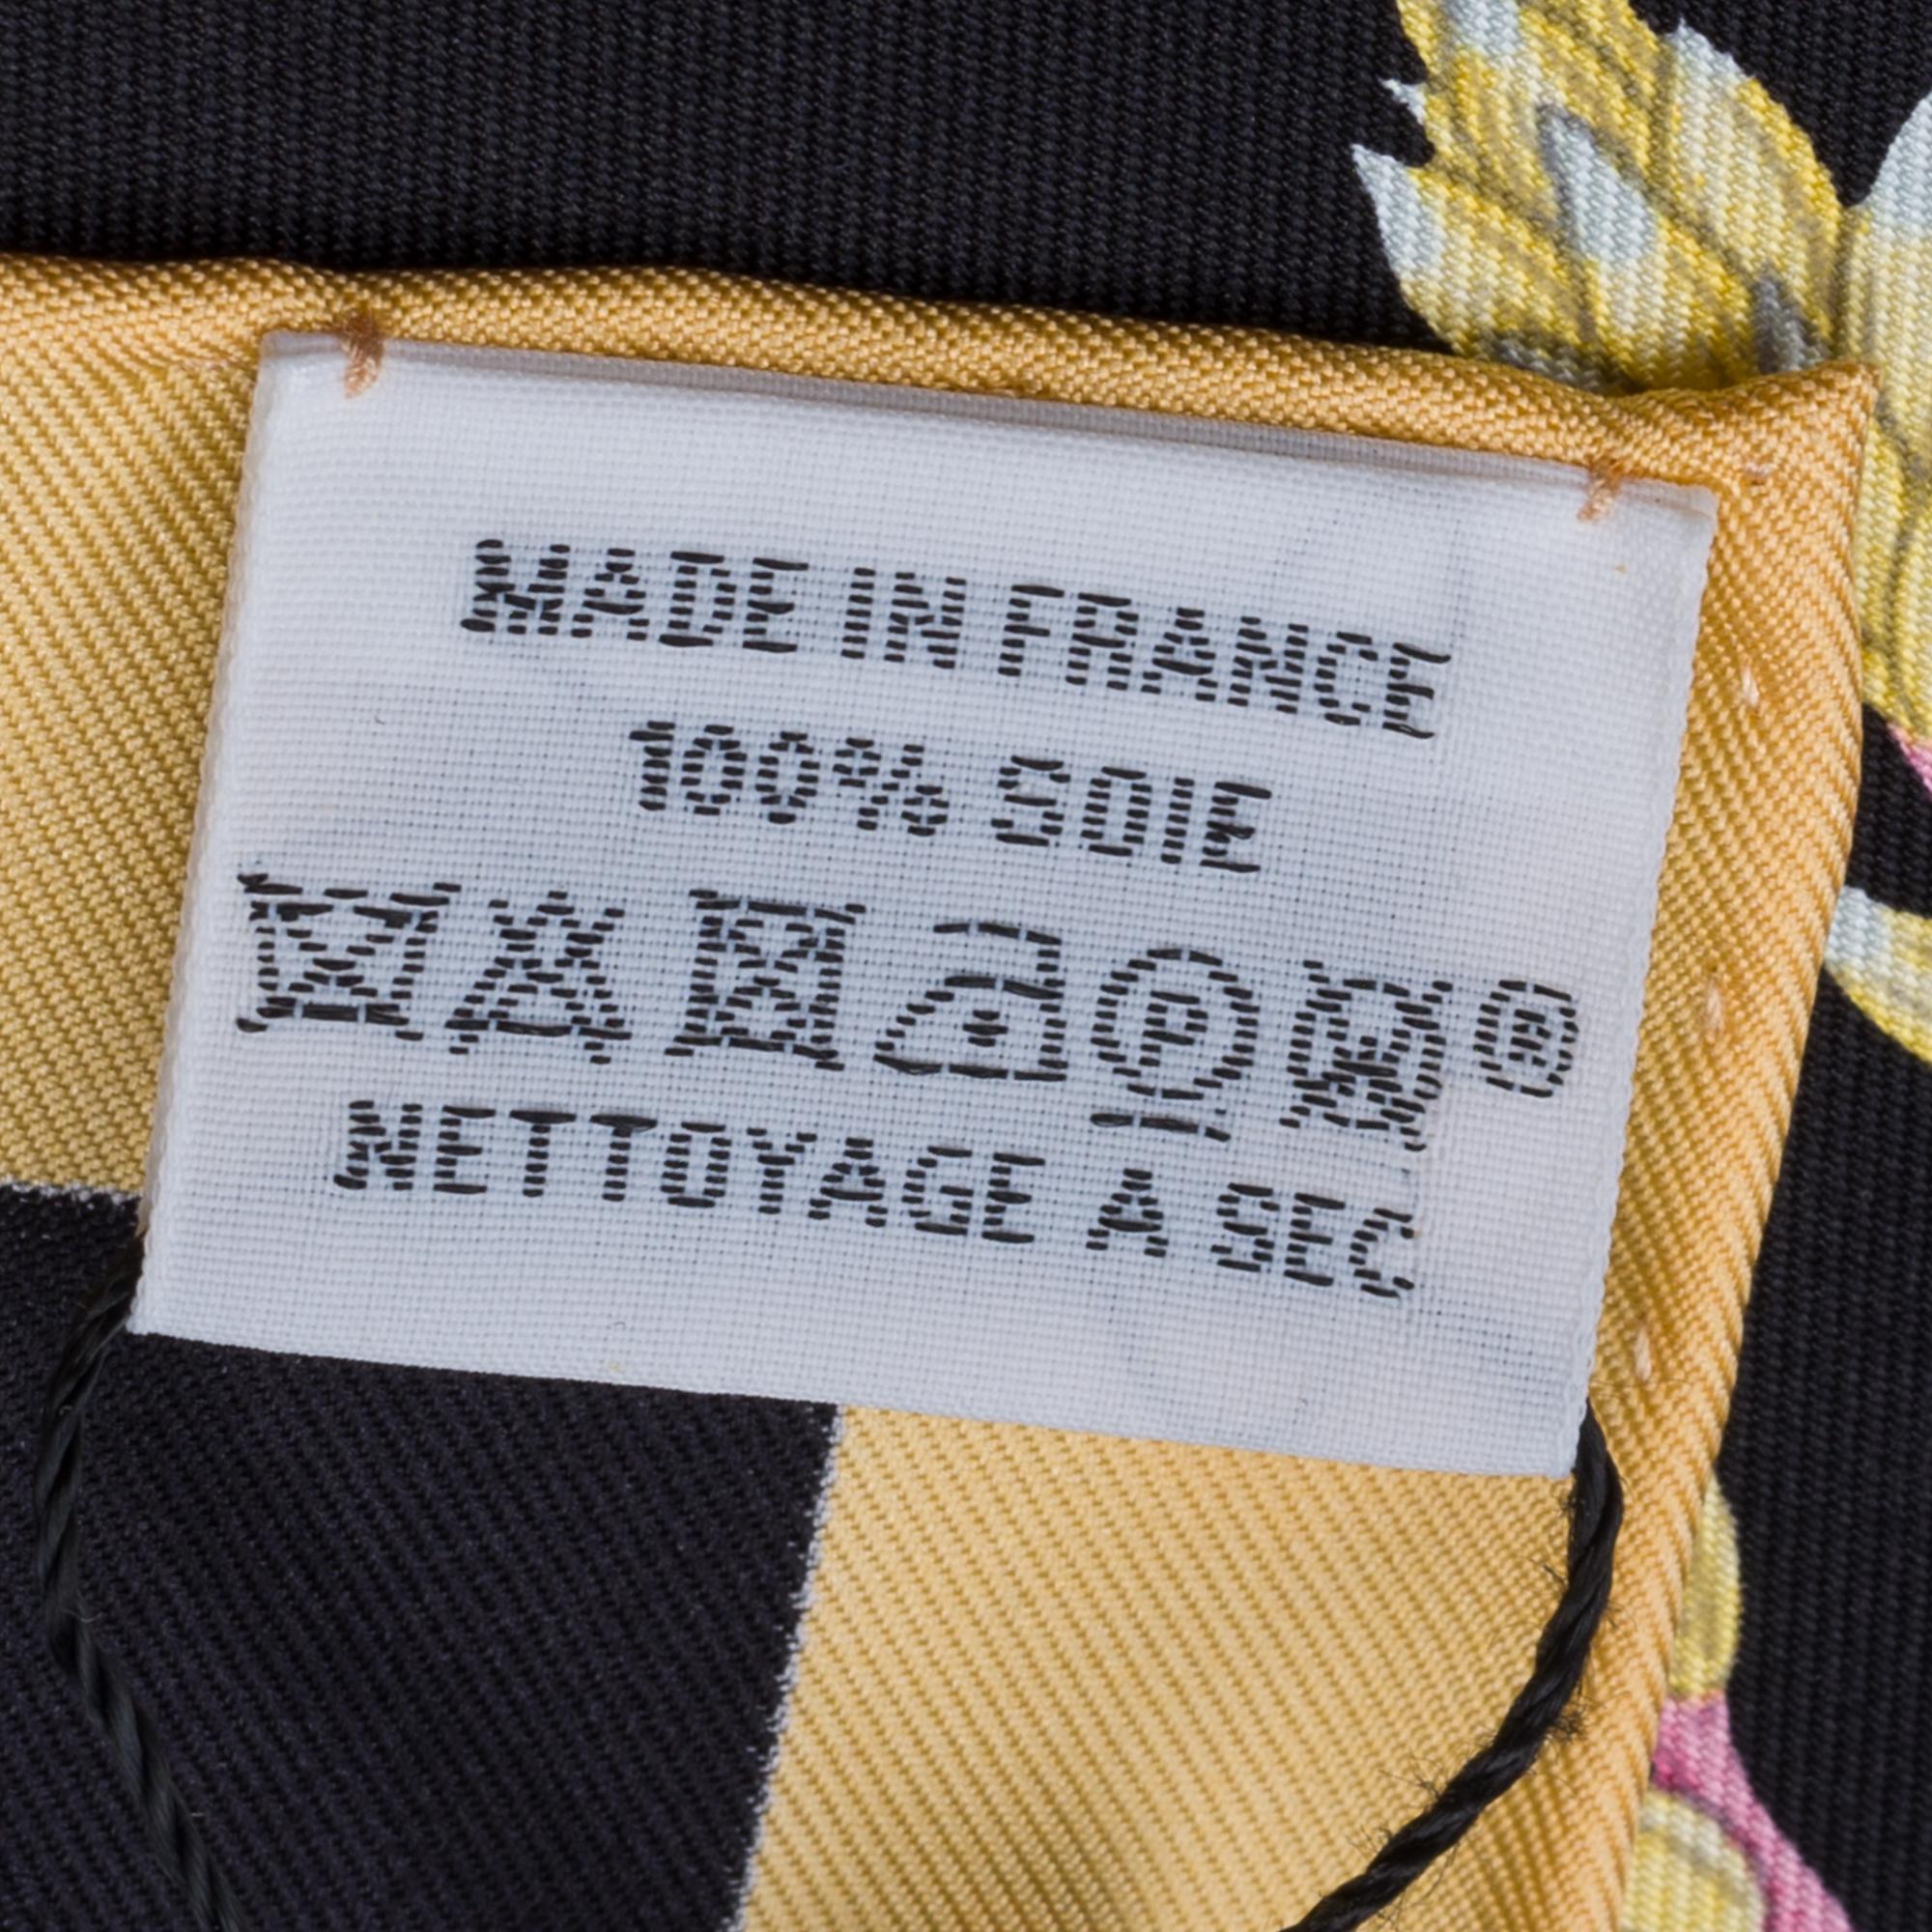 MADE IN FRANCE
100% SOIE
P W ®
NETTOYAGE A SEC